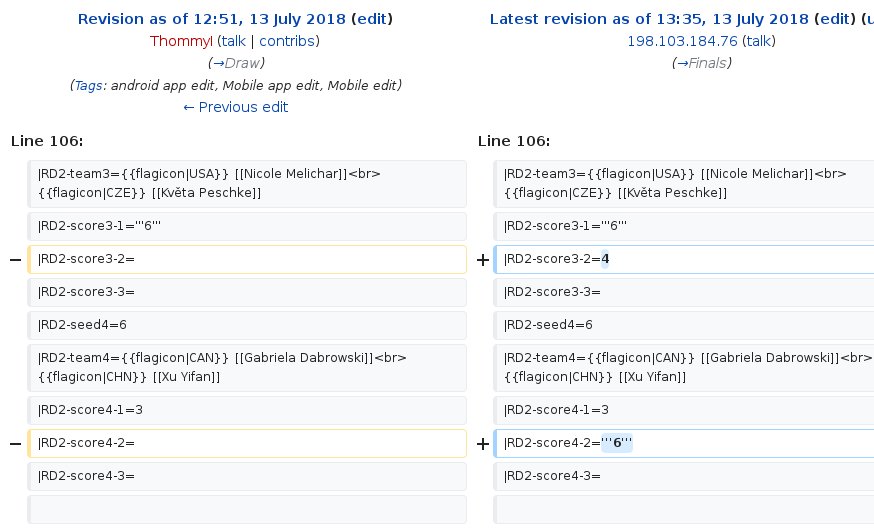 Revision as of 12:51, 13 July 2018 (edit)
ThommyI (talk | contribs)
(→Draw)
(Tags: android app edit, Mobile app edit, Mobile edit)
← Previous edit
Latest revision as of 13:35, 13 July 2018 (edit) (u
198.103.184.76 (talk)
(→Finals)
Line 106:
Line 106:
|RD2-team3={{flagicon|USA}} [[Nicole Melichar]]<br>
{{flagicon|CZE}} [[Květa Peschke]]
|RD2-team3={{flagicon|USA}} [[Nicole Melichar]]<br>
{{flagicon|CZE}} [[Květa Peschke]]
|RD2-score3-1='''6'''
|RD2-score3-1='''6'''
− |RD2-score3-2=
+ |RD2-score3-2=4
|RD2-score3-3=
|RD2-score3-3=
|RD2-seed4=6
|RD2-seed4=6
|RD2-team4={{flagicon|CAN}} [[Gabriela Dabrowski]]<br>
{{flagicon|CHN}} [[Xu Yifan]]
|RD2-team4={{flagicon|CAN}} [[Gabriela Dabrowski]]<br>
{{flagicon|CHN}} [[Xu Yifan]]
|RD2-score4-1=3
|RD2-score4-1=3
− |RD2-score4-2=
+ |RD2-score4-2='''6'''
|RD2-score4-3=
|RD2-score4-3=